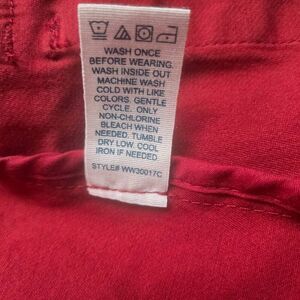 WASH ONCE
BEFORE WEARING.
WASH INSIDE OUT
MACHINE WASH
COLD WITH LIKE
COLORS. GENTLE
CYCLE. ONLY
NON-CHLORINE
BLEACH WHEN
NEEDED. TUMBLE
DRY LOW. COOL
IRON IF NEEDED
STYLE# WW30017C